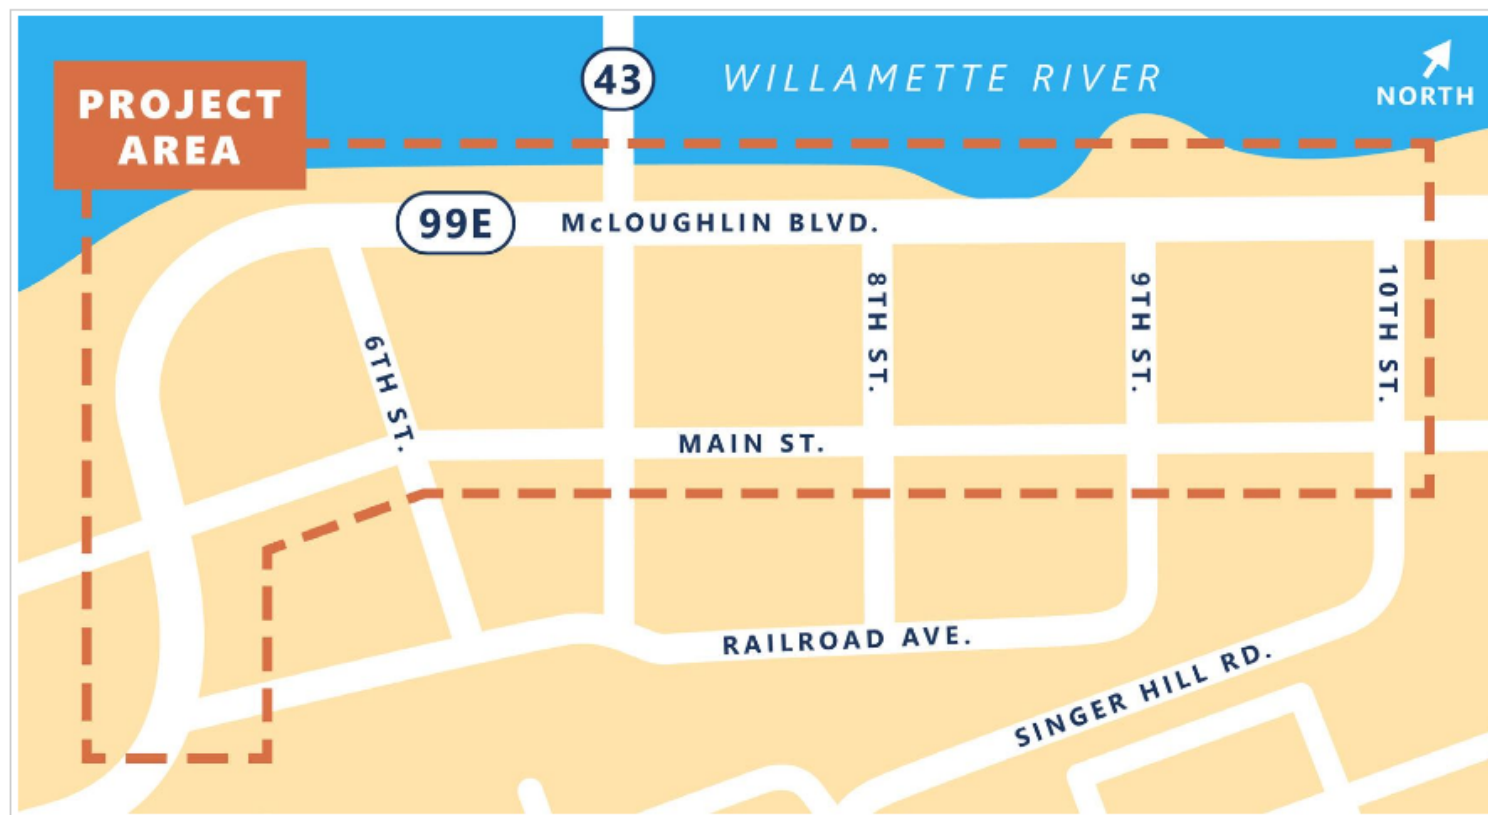 PROJECT
AREA
43
WILLAMETTE RIVER
NORTH
99E
McLOUGHLIN BLVD.
6TH ST.
8TH ST.
9TH ST.
10TH ST.
MAIN ST.
RAILROAD AVE.
SINGER HILL RD.